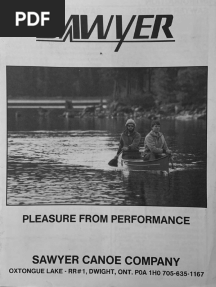 PDF
SAWYER
PLEASURE FROM PERFORMANCE
SAWYER CANOE COMPANY
OXTONGUE LAKE - RR#1, DWIGHT, ONT. P0A 1H0 705-635-1167